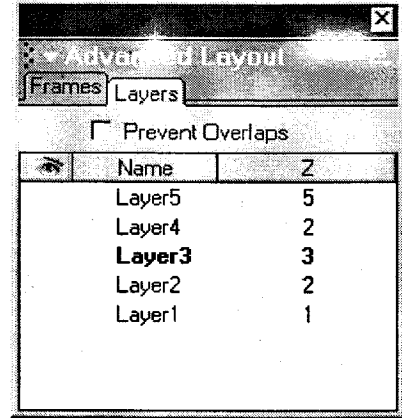 Advanced Layout
Frames Layers
Prevent Overlaps
Name Z
Layer5 5
Layer4 2
Layer3 3
Layer2 2
Layer1 1